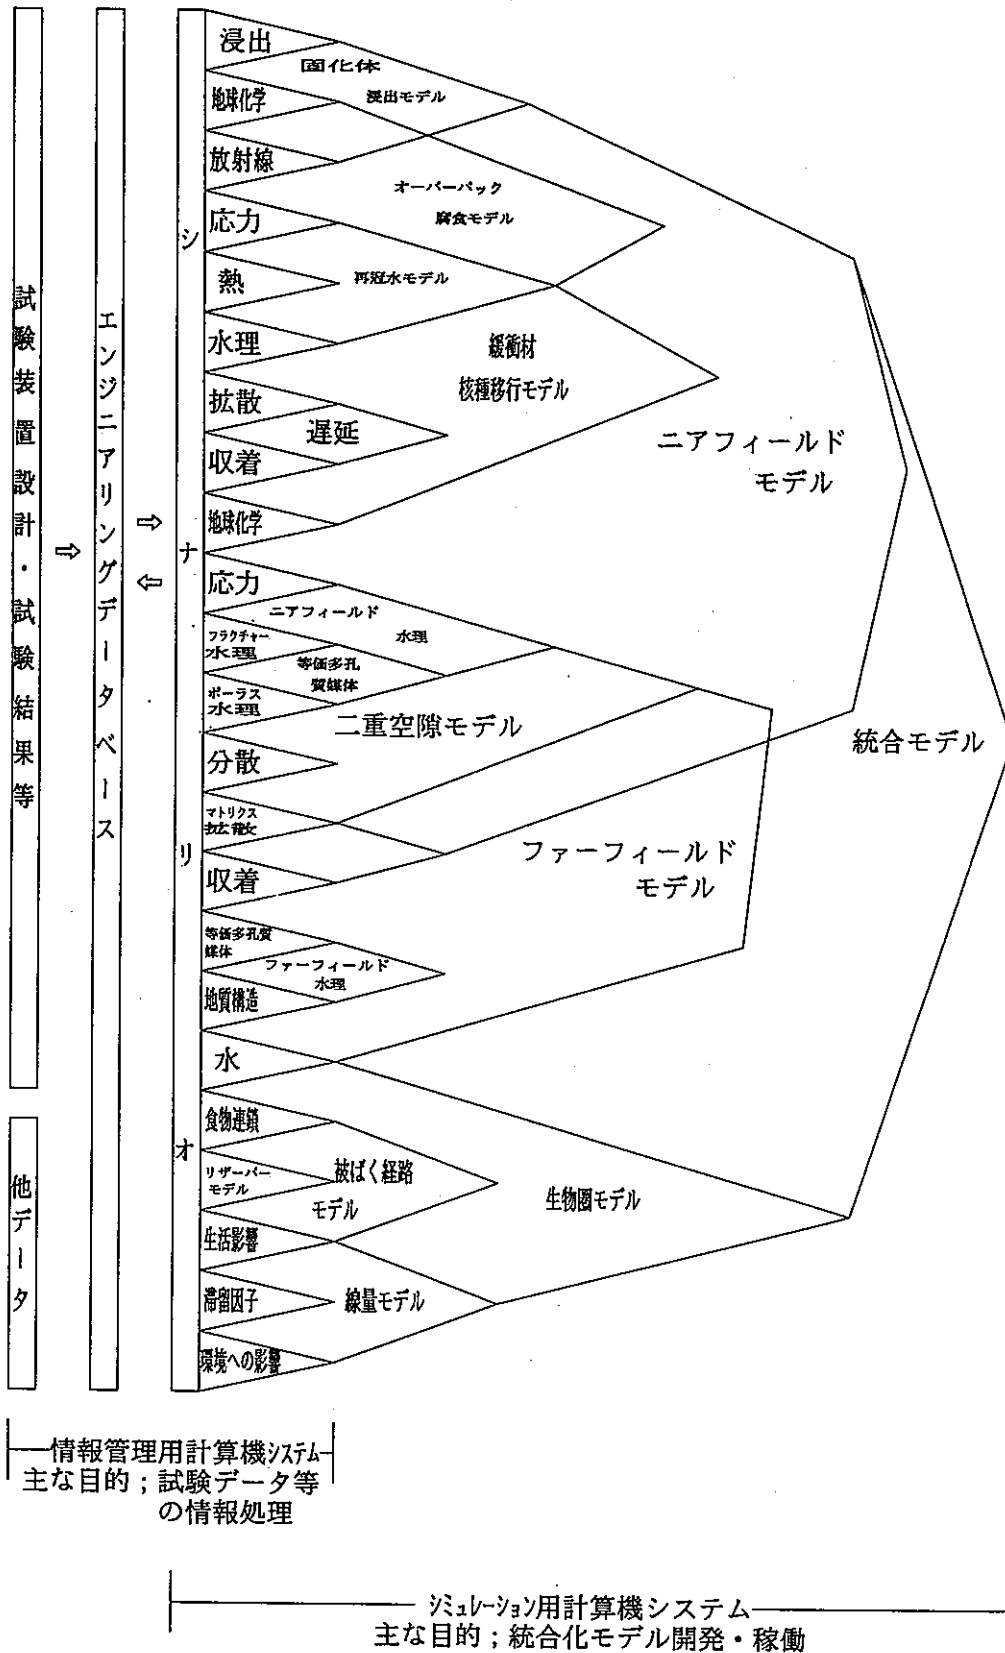 試験装置設計・試験結果等
他データ
エンジニアリングデータベース
シナリオ
⇨
⇨
⇦
浸出
固化体
浸出モデル
地球化学
放射線
オーバーパック
腐食モデル
応力
熱
再冠水モデル
水理
緩衝材
核種移行モデル
拡散
遅延
収着
地球化学
ニアフィールド
モデル
応力
ニアフィールド
水理
フラクチャー
水理
等価多孔
質媒体
ポーラス
水理
二重空隙モデル
分散
統合モデル
マトリクス
拡散
収着
ファーフィールド
モデル
等価多孔質
媒体
ファーフィールド
水理
地質構造
水
食物連鎖
リザーバー
モデル
被ばく経路
モデル
生物圏モデル
生活影響
滞留因子
線量モデル
環境への影響
情報管理用計算機システム
主な目的；試験データ等
の情報処理
シミュレーション用計算機システム
主な目的；統合化モデル開発・稼働